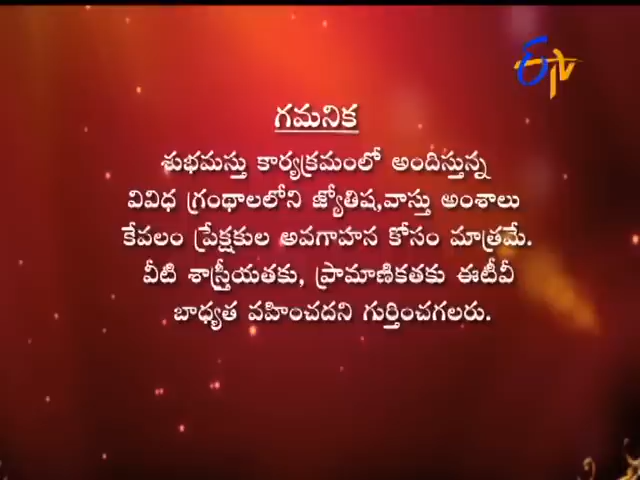 ETV
గమనిక
శుభమస్తు కార్యక్రమంలో అందిస్తున్న
వివిధ గ్రంథాలలోని జ్యోతిష,వాస్తు అంశాలు
కేవలం ప్రేక్షకుల అవగాహన కోసం మాత్రమే.
వీటి శాస్త్రీయతకు, ప్రామాణికతకు ఈటీవీ
బాధ్యత వహించదని గుర్తించగలరు.